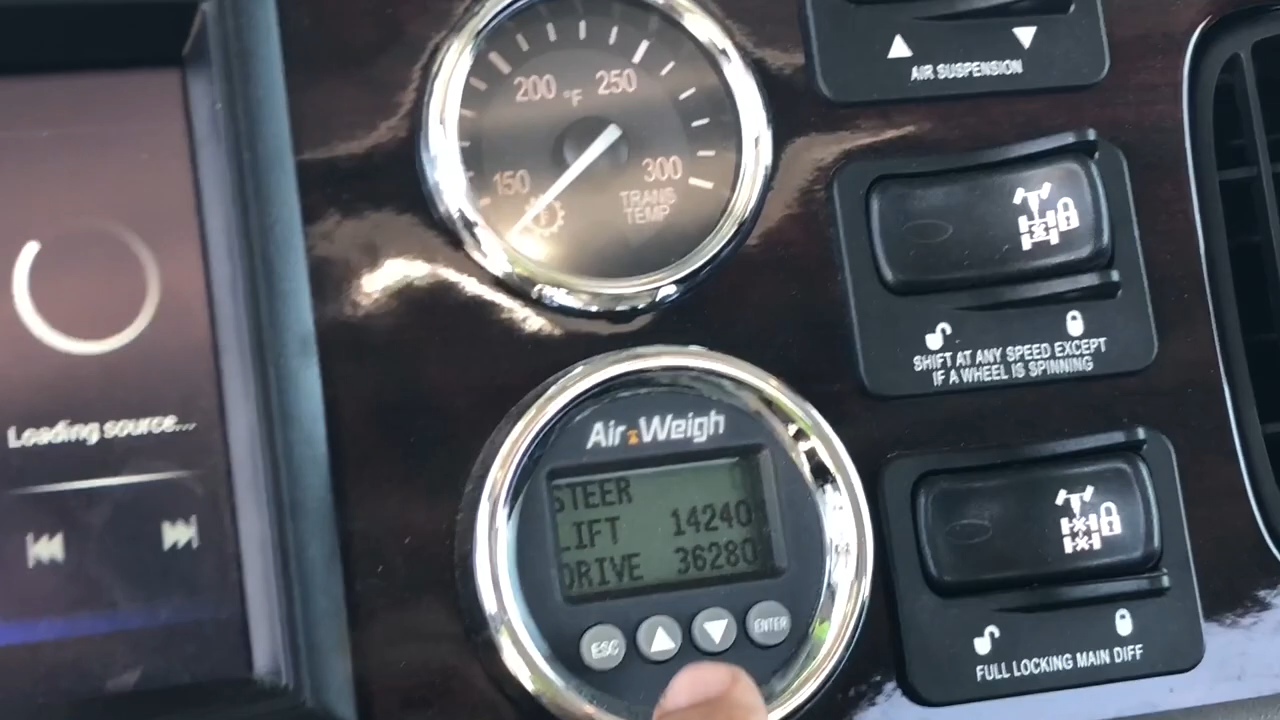 AIR SUSPENSION
200 °F 250
150 300
TRANS
TEMP
SHIFT AT ANY SPEED EXCEPT
IF A WHEEL IS SPINNING
Loading source...
Air Weigh
STEER
LIFT 14240
DRIVE 36280
ESC ENTER
FULL LOCKING MAIN DIFF